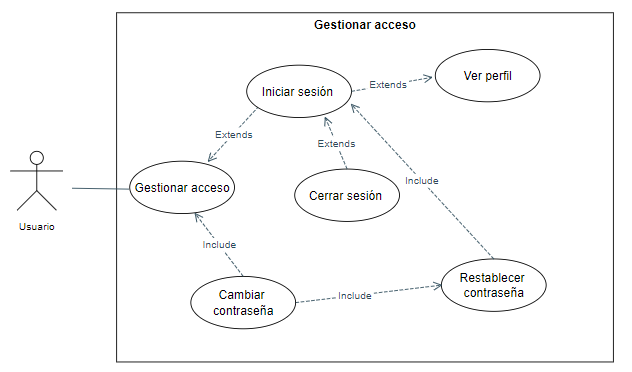 Gestionar acceso
Iniciar sesión
Extends
Ver perfil
Extends
Extends
Gestionar acceso
Cerrar sesión
Include
Usuario
Include
Restablecer
contraseña
Cambiar
contraseña
Include